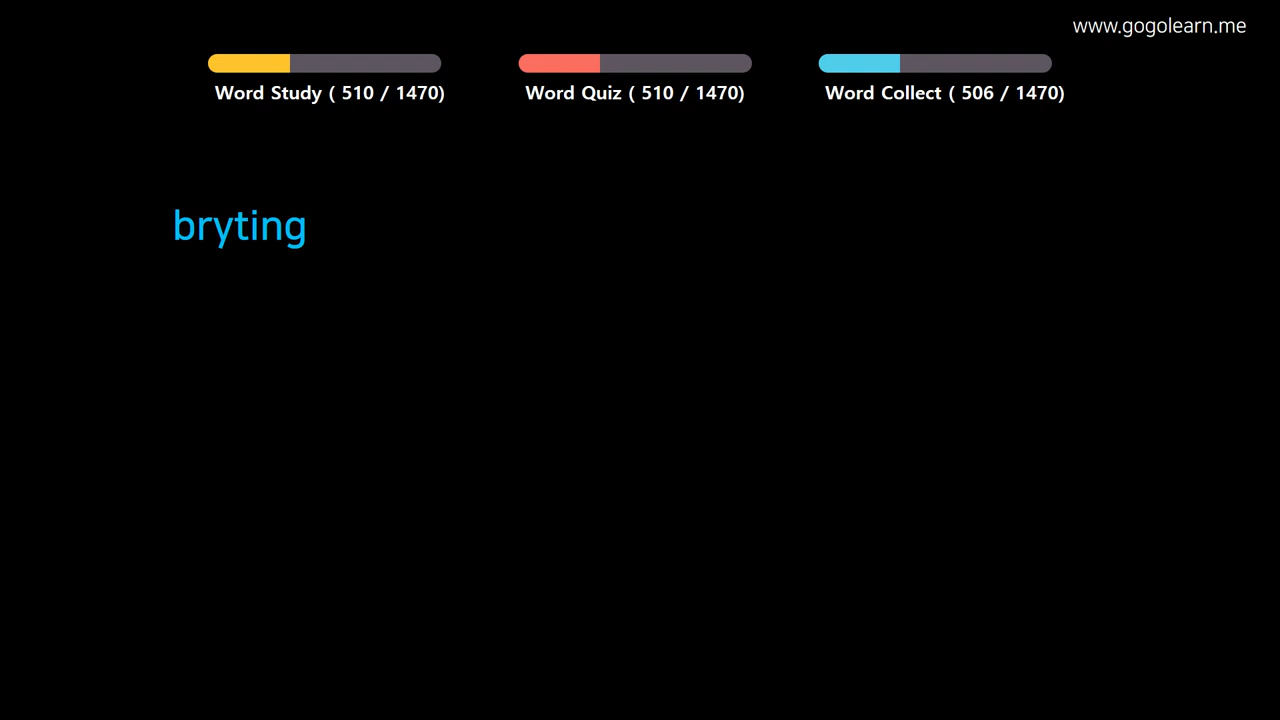 www.gogolearn.me
Word Study ( 510 / 1470)
Word Quiz ( 510 / 1470)
Word Collect ( 506 / 1470)
bryting